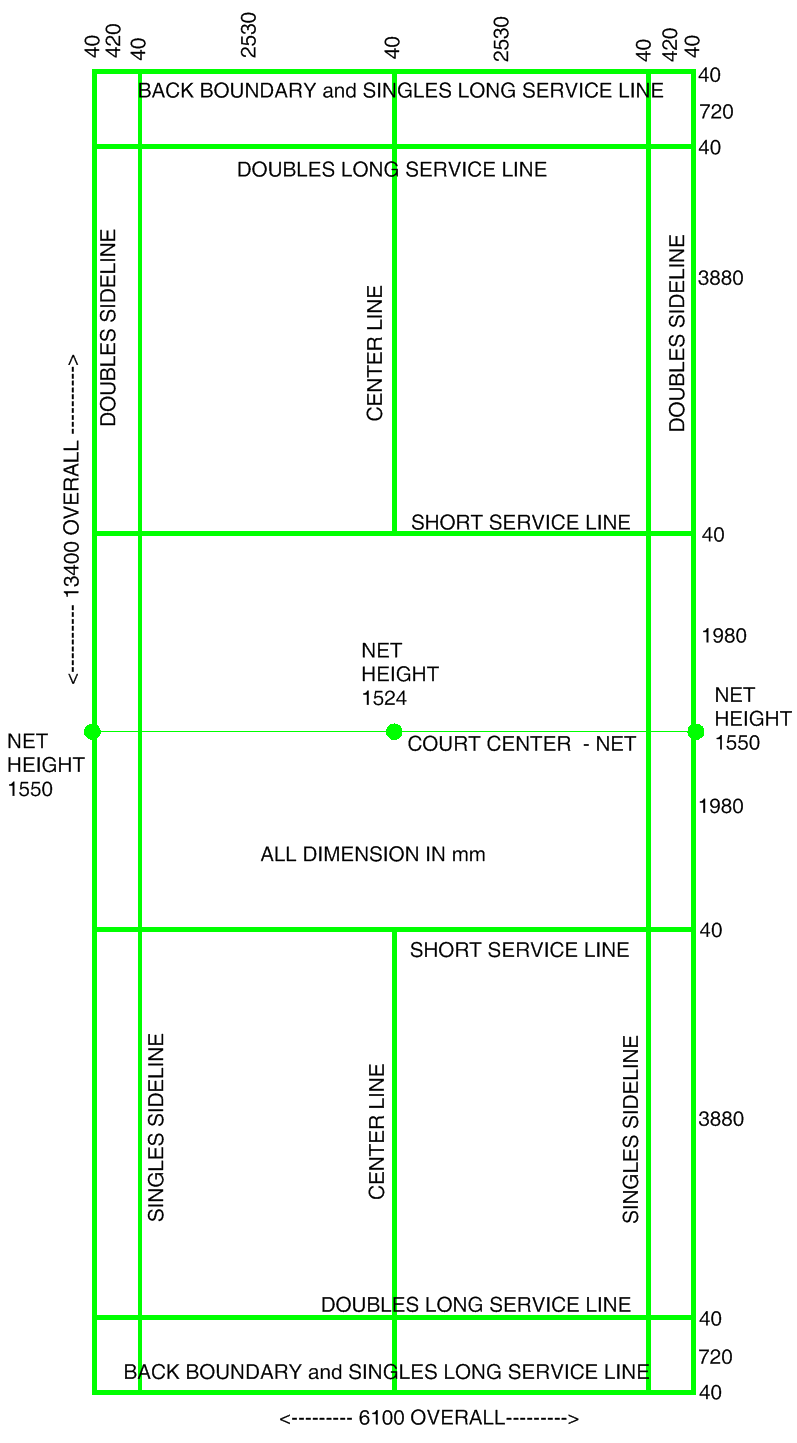 40
420
40
2530
40
2530
40
420
40
40
BACK BOUNDARY and SINGLES LONG SERVICE LINE
720
40
DOUBLES LONG SERVICE LINE
DOUBLES SIDELINE
CENTER LINE
DOUBLES SIDELINE
3880
<-------- 13400 OVERALL ---------->
SHORT SERVICE LINE
40
1980
NET
HEIGHT
1524
NET
HEIGHT
1550
NET
HEIGHT
1550
COURT CENTER - NET
1980
ALL DIMENSION IN mm
40
SHORT SERVICE LINE
SINGLES SIDELINE
CENTER LINE
SINGLES SIDELINE
3880
DOUBLES LONG SERVICE LINE
40
720
BACK BOUNDARY and SINGLES LONG SERVICE LINE
40
<--------- 6100 OVERALL--------->